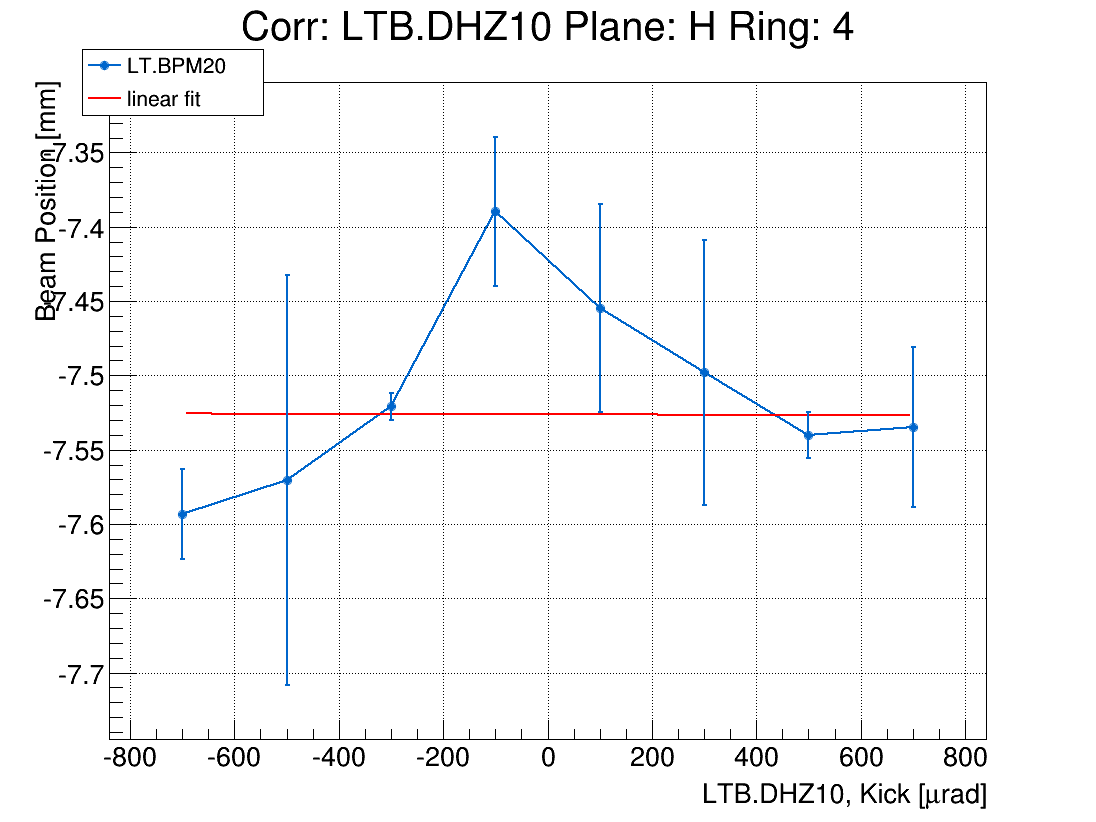 Corr: LTB.DHZ10 Plane: H Ring: 4
LT.BPM20
linear fit
Beam Position [mm]
-7.35
-7.4
-7.45
-7.5
-7.55
-7.6
-7.65
-7.7
-800 -600 -400 -200 0 200 400 600 800
LTB.DHZ10, Kick [μrad]